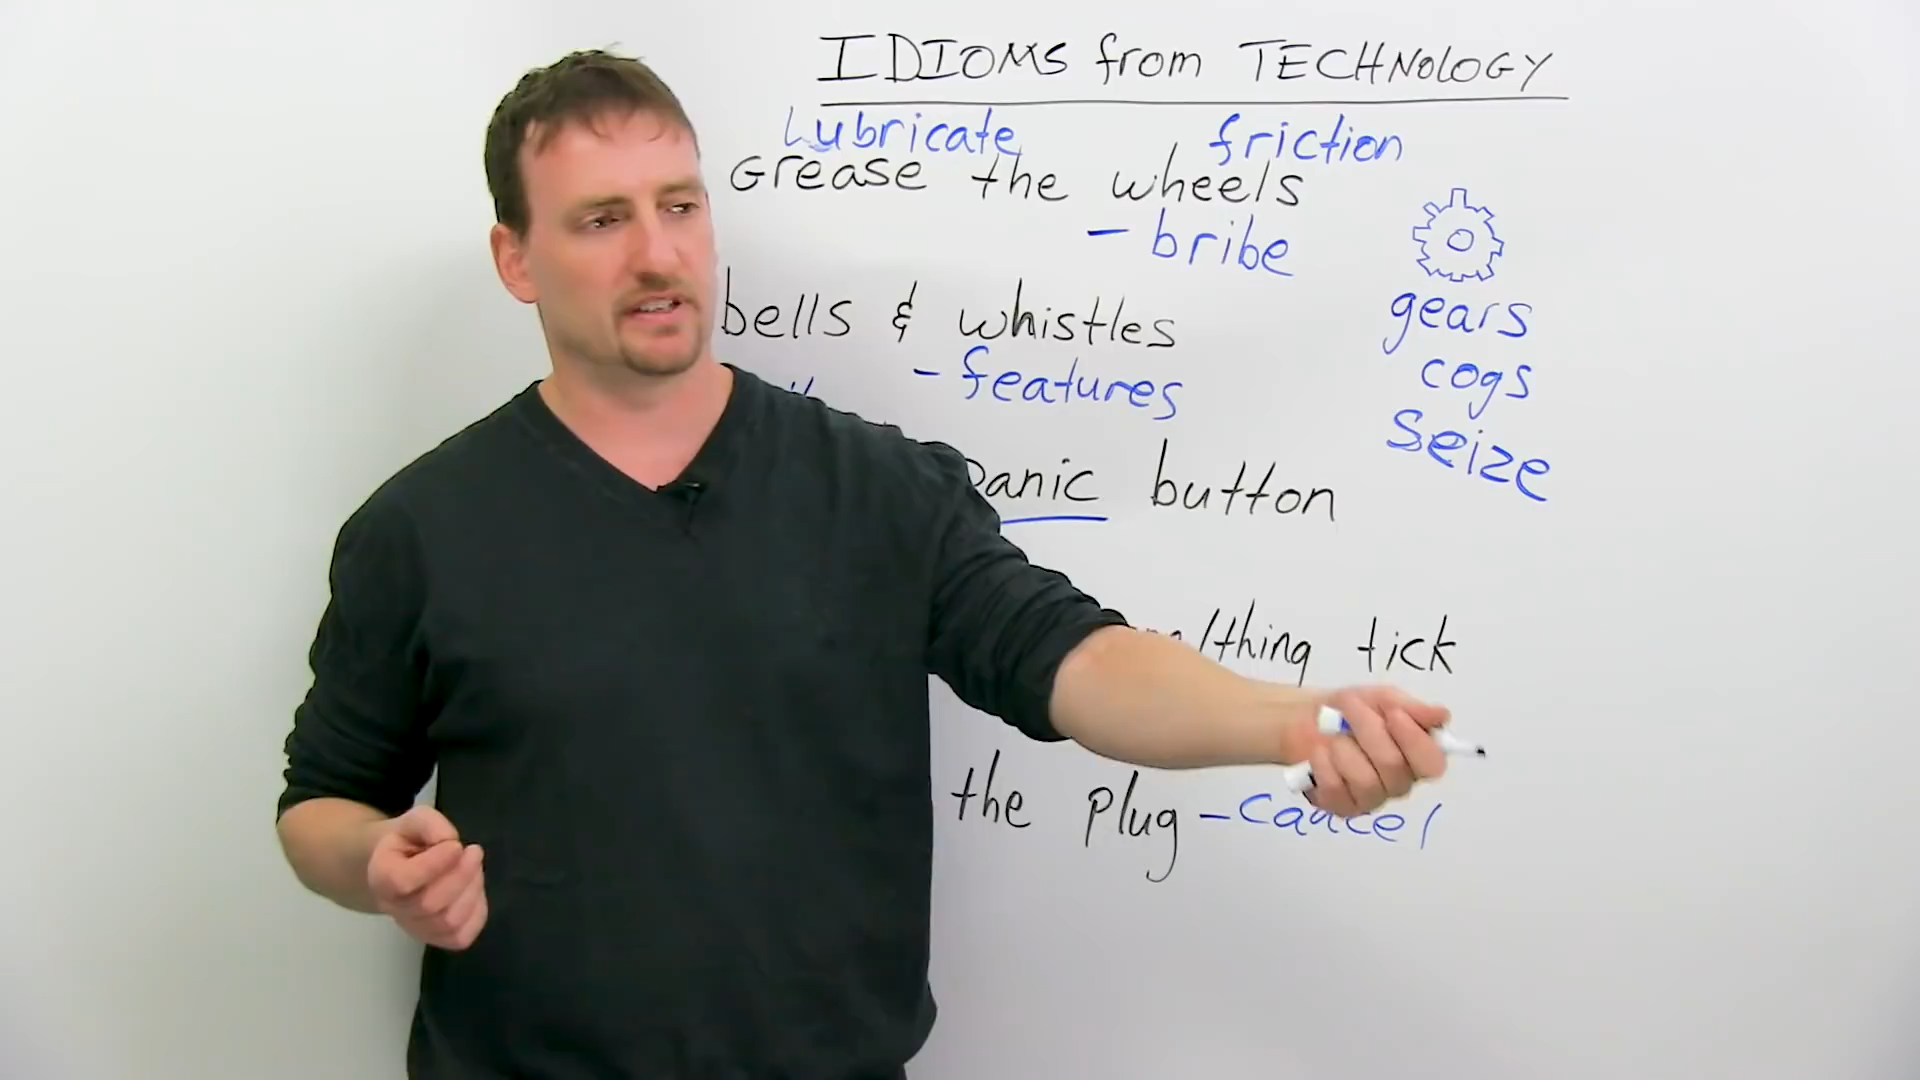 IDIOMS from TECHNOLOGY
Lubricate friction
Grease the wheels
- bribe
bells & whistles
- features
gears
cogs
Seize
panic button
/thing tick
the plug - cancel